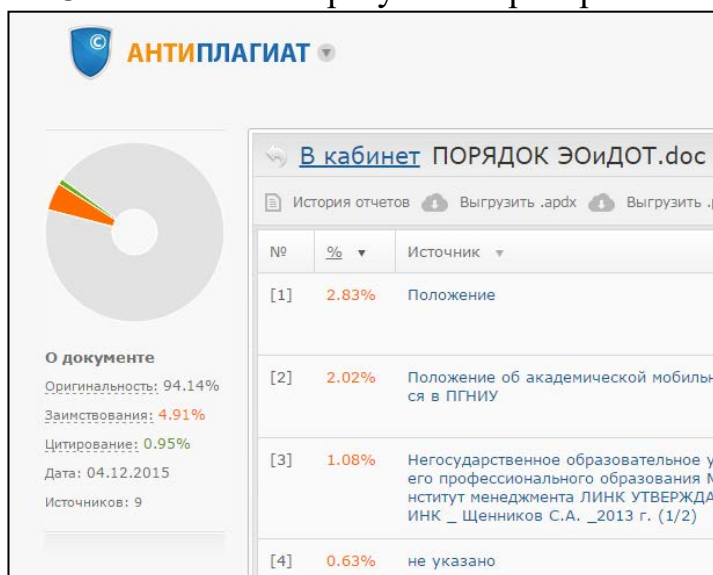 АНТИПЛАГИАТ
В кабинет ПОРЯДОК ЭОиДОТ.doc
История отчетов Выгрузить .apdx Выгрузить
№ % Источник
[1] 2.83% Положение
О документе
Оригинальность: 94.14%
Заимствования: 4.91%
Цитирование: 0.95%
Дата: 04.12.2015
Источников: 9
[2] 2.02% Положение об академической мобильн
ся в ПГНИУ
[3] 1.08% Негосударственное образовательное у
его профессионального образования М
нститут менеджмента ЛИНК УТВЕРЖДА
ИНК _ Щенников С.А. _2013 г. (1/2)
[4] 0.63% не указано